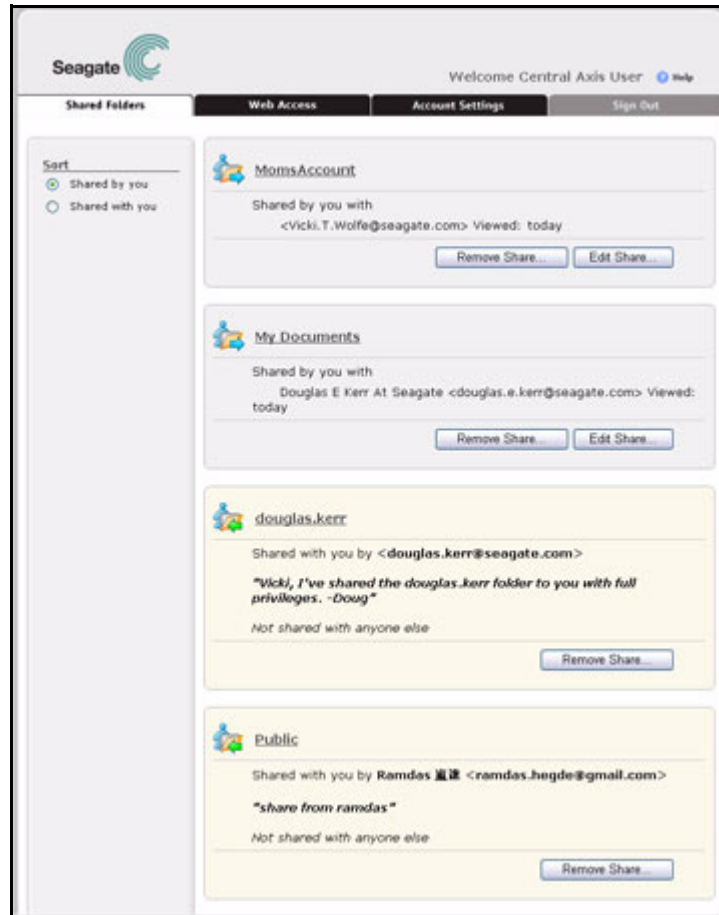 Seagate
Welcome Central Axis User Help
Shared Folders Web Access Account Settings Sign Out
Sort
Shared by you
Shared with you
MomsAccount
Shared by you with
<Vicki.T.Wolfe@seagate.com> Viewed: today
Remove Share... Edit Share...
My Documents
Shared by you with
Douglas E Kerr At Seagate <douglas.e.kerr@seagate.com> Viewed:
today
Remove Share... Edit Share...
douglas.kerr
Shared with you by <douglas.kerr@seagate.com>
"Vicki, I've shared the douglas.kerr folder to you with full
privileges. -Doug"
Not shared with anyone else
Remove Share...
Public
Shared with you by Ramdas <ramdas.hegde@gmail.com>
"share from ramdas"
Not shared with anyone else
Remove Share...